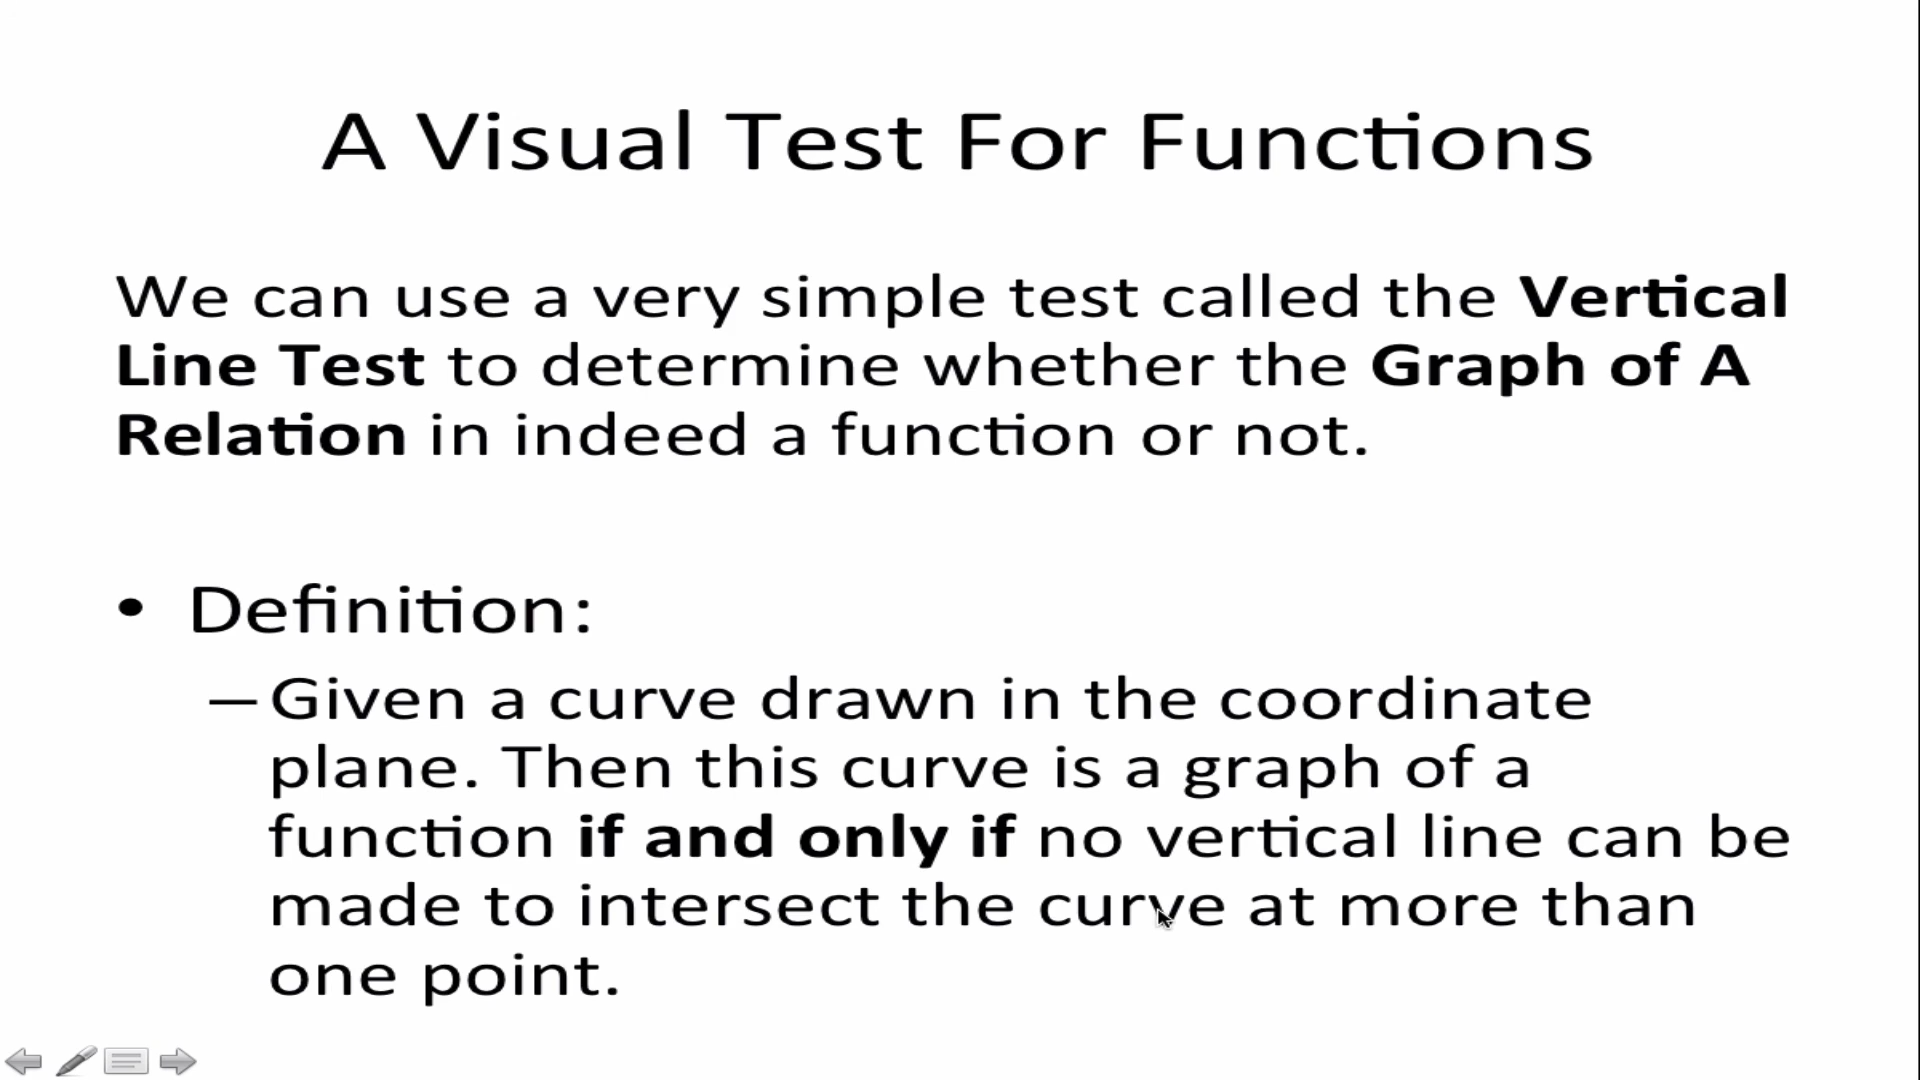 A Visual Test For Functions
We can use a very simple test called the Vertical
Line Test to determine whether the Graph of A
Relation in indeed a function or not.
• Definition:
– Given a curve drawn in the coordinate
plane. Then this curve is a graph of a
function if and only if no vertical line can be
made to intersect the curve at more than
one point.